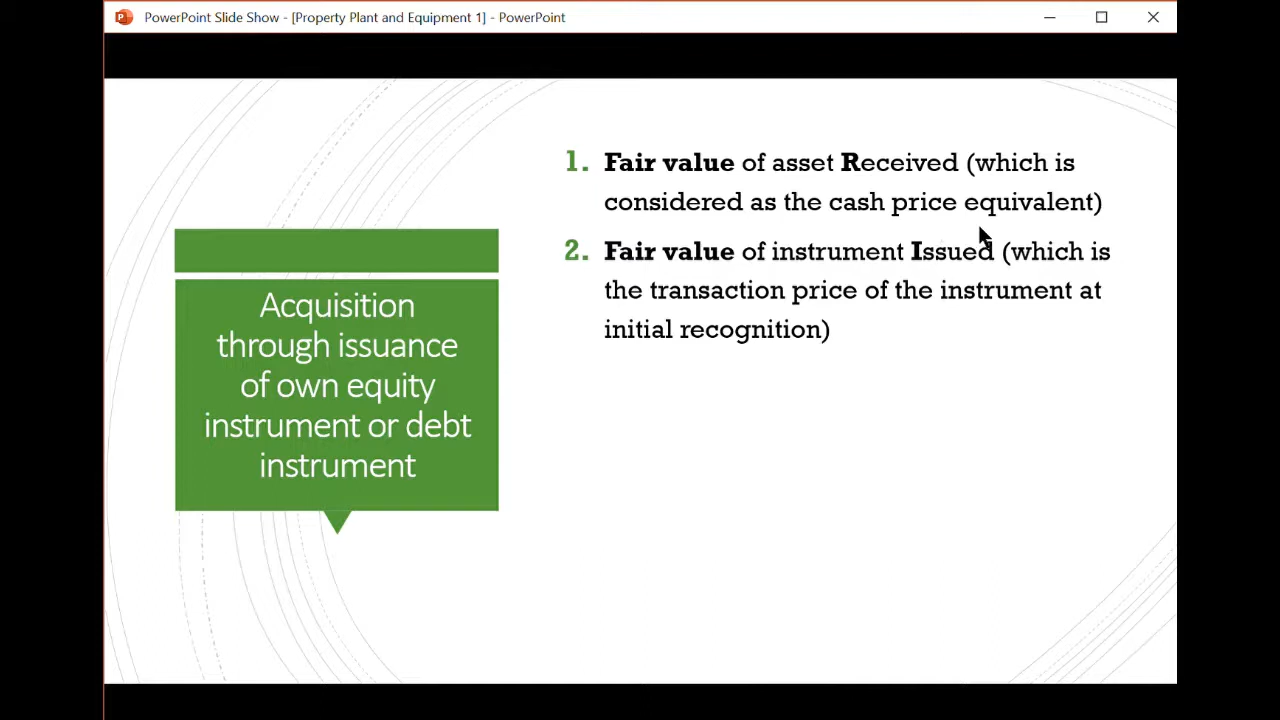 PowerPoint Slide Show - [Property Plant and Equipment 1] - PowerPoint
Acquisition
through issuance
of own equity
instrument or debt
instrument
1. Fair value of asset Received (which is
considered as the cash price equivalent)
2. Fair value of instrument Issued (which is
the transaction price of the instrument at
initial recognition)